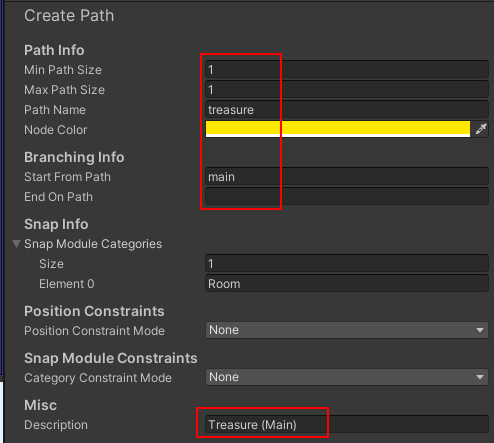 Create Path
Path Info
Min Path Size 1
Max Path Size 1
Path Name treasure
Node Color
Branching Info
Start From Path main
End On Path
Snap Info
Snap Module Categories
Size 1
Element 0 Room
Position Constraints
Position Constraint Mode None
Snap Module Constraints
Category Constraint Mode None
Misc
Description Treasure (Main)